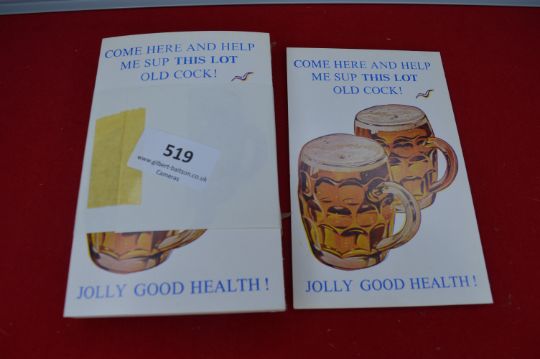 COME HERE AND HELP
ME SUP THIS LOT
OLD COCK!
519
www.gilbert-baitson.co.uk
Cameras
JOLLY GOOD HEALTH!
COME HERE AND HELP
ME SUP THIS LOT
OLD COCK!
JOLLY GOOD HEALTH!